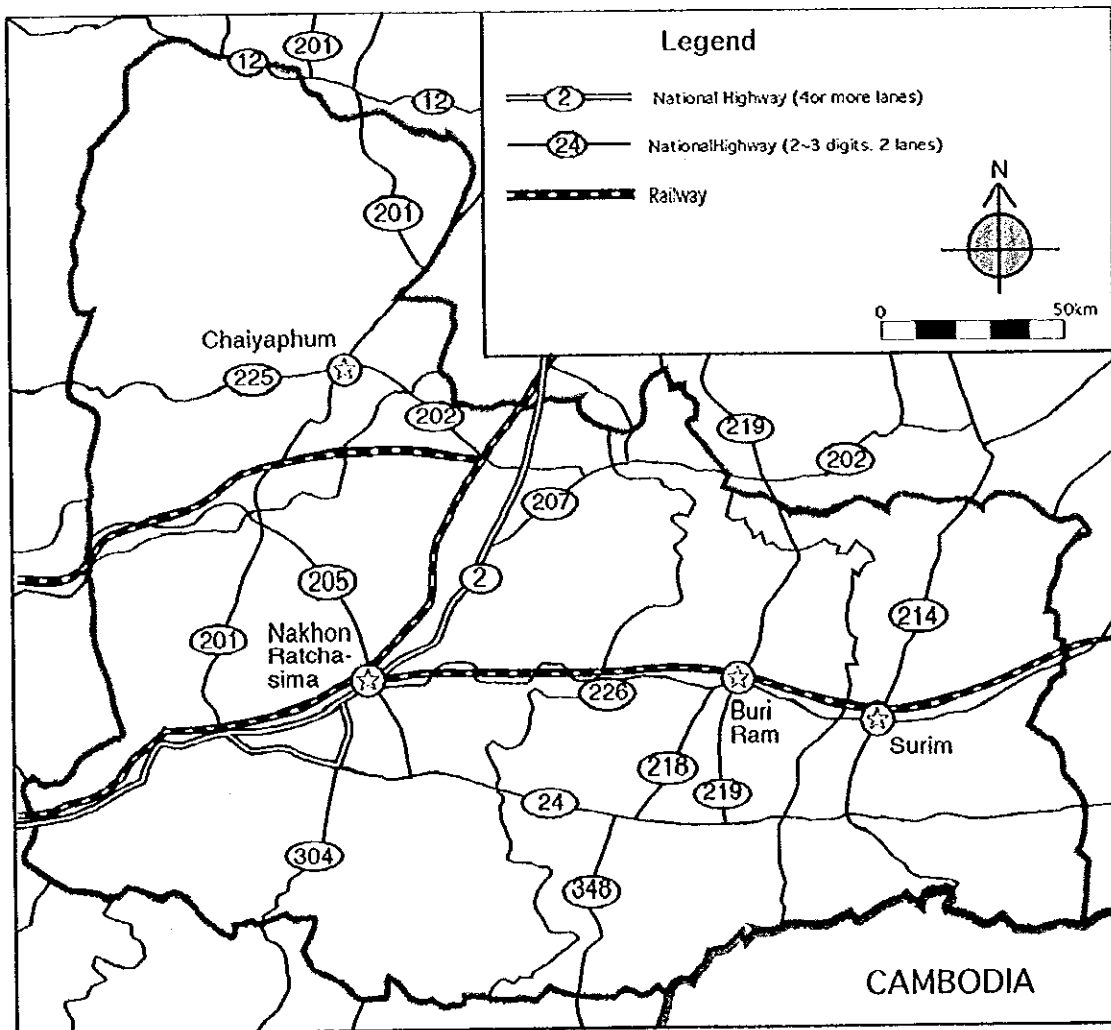 Legend
2 National Highway (4or more lanes)
24 NationalHighway (2~3 digits. 2 lanes)
Railway
N
0 50km
201
12
12
201
Chaiyaphum
225
202
219
202
207
2
205
201
214
Nakhon
Ratcha-
sima
226
Buri
Ram
Surim
218
219
24
304
348
CAMBODIA